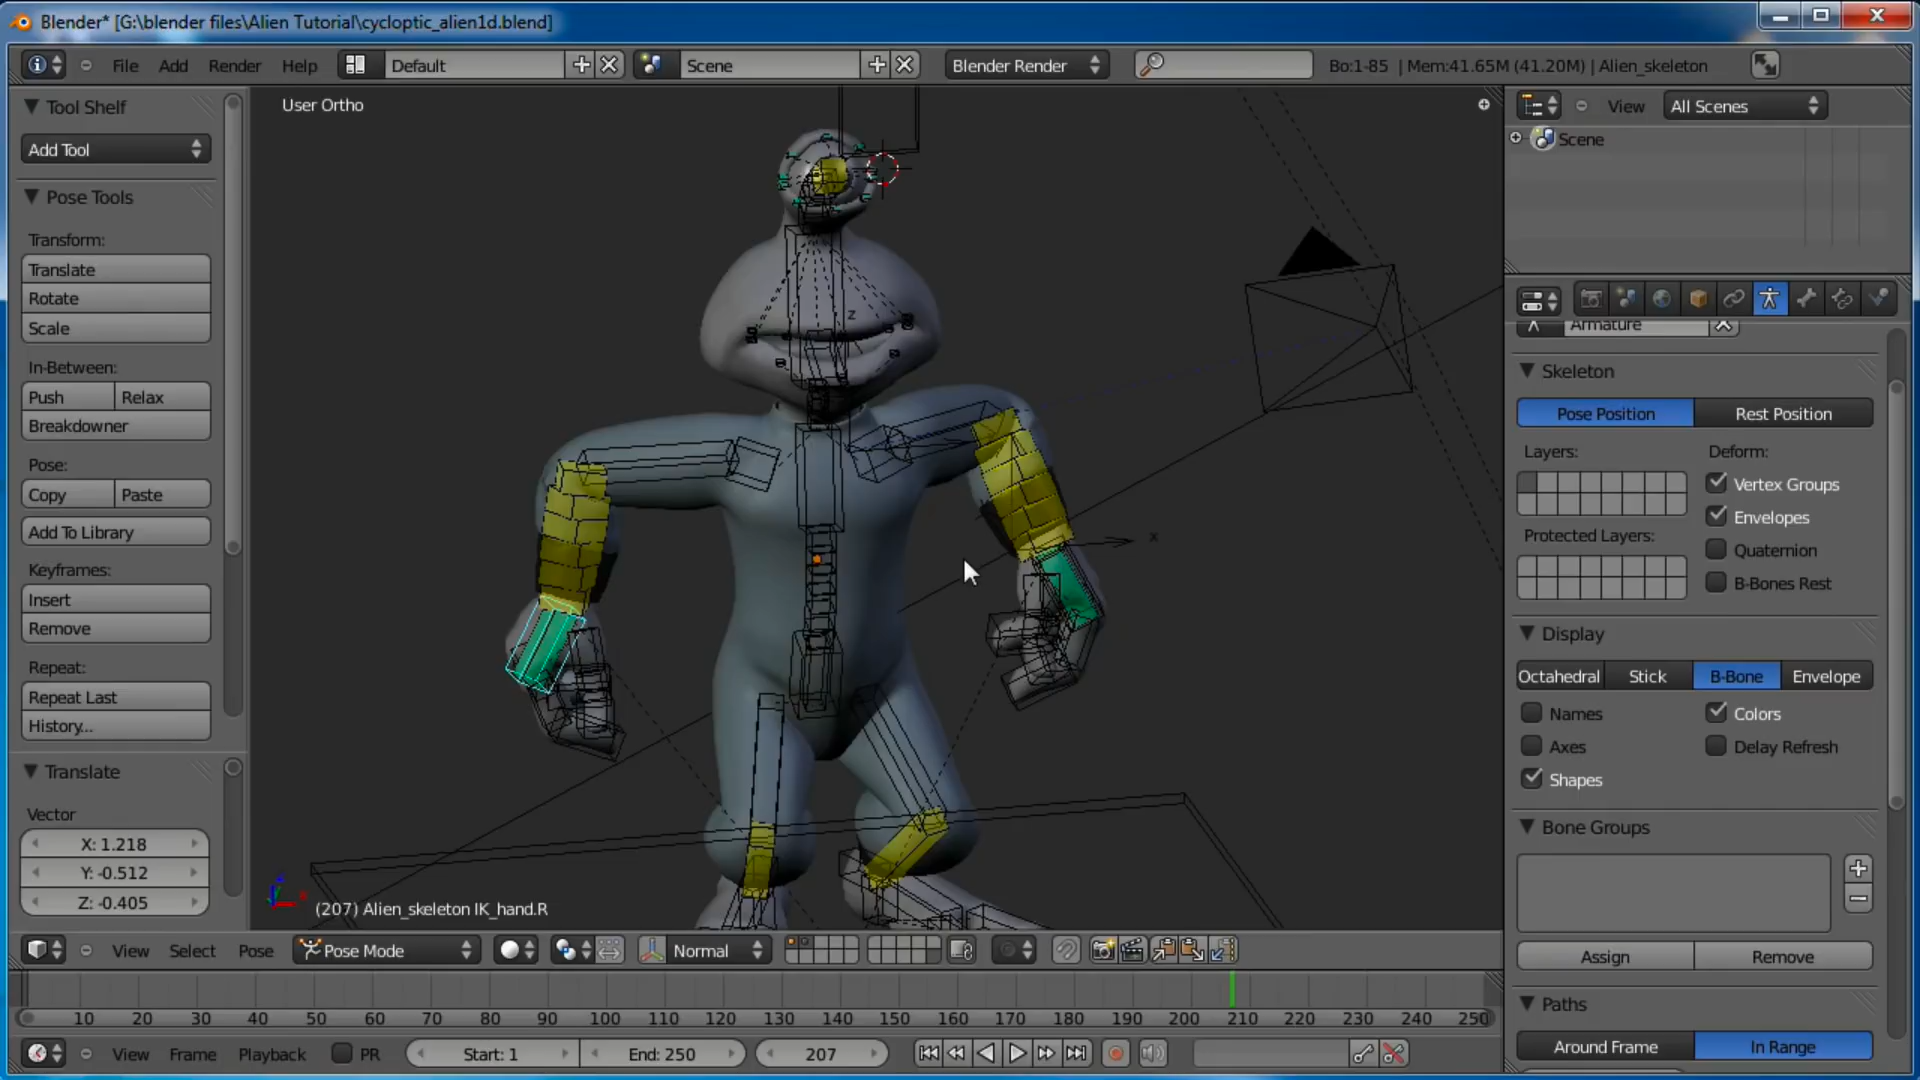 Blender* [G:\blender files\Alien Tutorial\cycloptic_alien1d.blend]
File Add Render Help Default Scene Blender Render Bo:1-85 | Mem:41.65M (41.20M) | Alien_skeleton
Tool Shelf
Add Tool
Pose Tools
Transform:
Translate
Rotate
Scale
In-Between:
Push Relax
Breakdowner
Pose:
Copy Paste
Add To Library
Keyframes:
Insert
Remove
Repeat:
Repeat Last
History...
Translate
Vector
X: 1.218
Y: -0.512
Z: -0.405
User Ortho
z
x
(207) Alien_skeleton IK_hand.R
View All Scenes
Scene
Armature
Skeleton
Pose Position Rest Position
Layers: Deform:
Vertex Groups
Envelopes
Protected Layers: Quaternion
B-Bones Rest
Display
Octahedral Stick B-Bone Envelope
Names Colors
Axes Delay Refresh
Shapes
Bone Groups
Assign Remove
Paths
Around Frame In Range
View Select Pose Pose Mode Normal
10 20 30 40 50 60 70 80 90 100 110 120 130 140 150 160 170 180 190 200 210 220 230 240 250
View Frame Playback PR Start: 1 End: 250 207